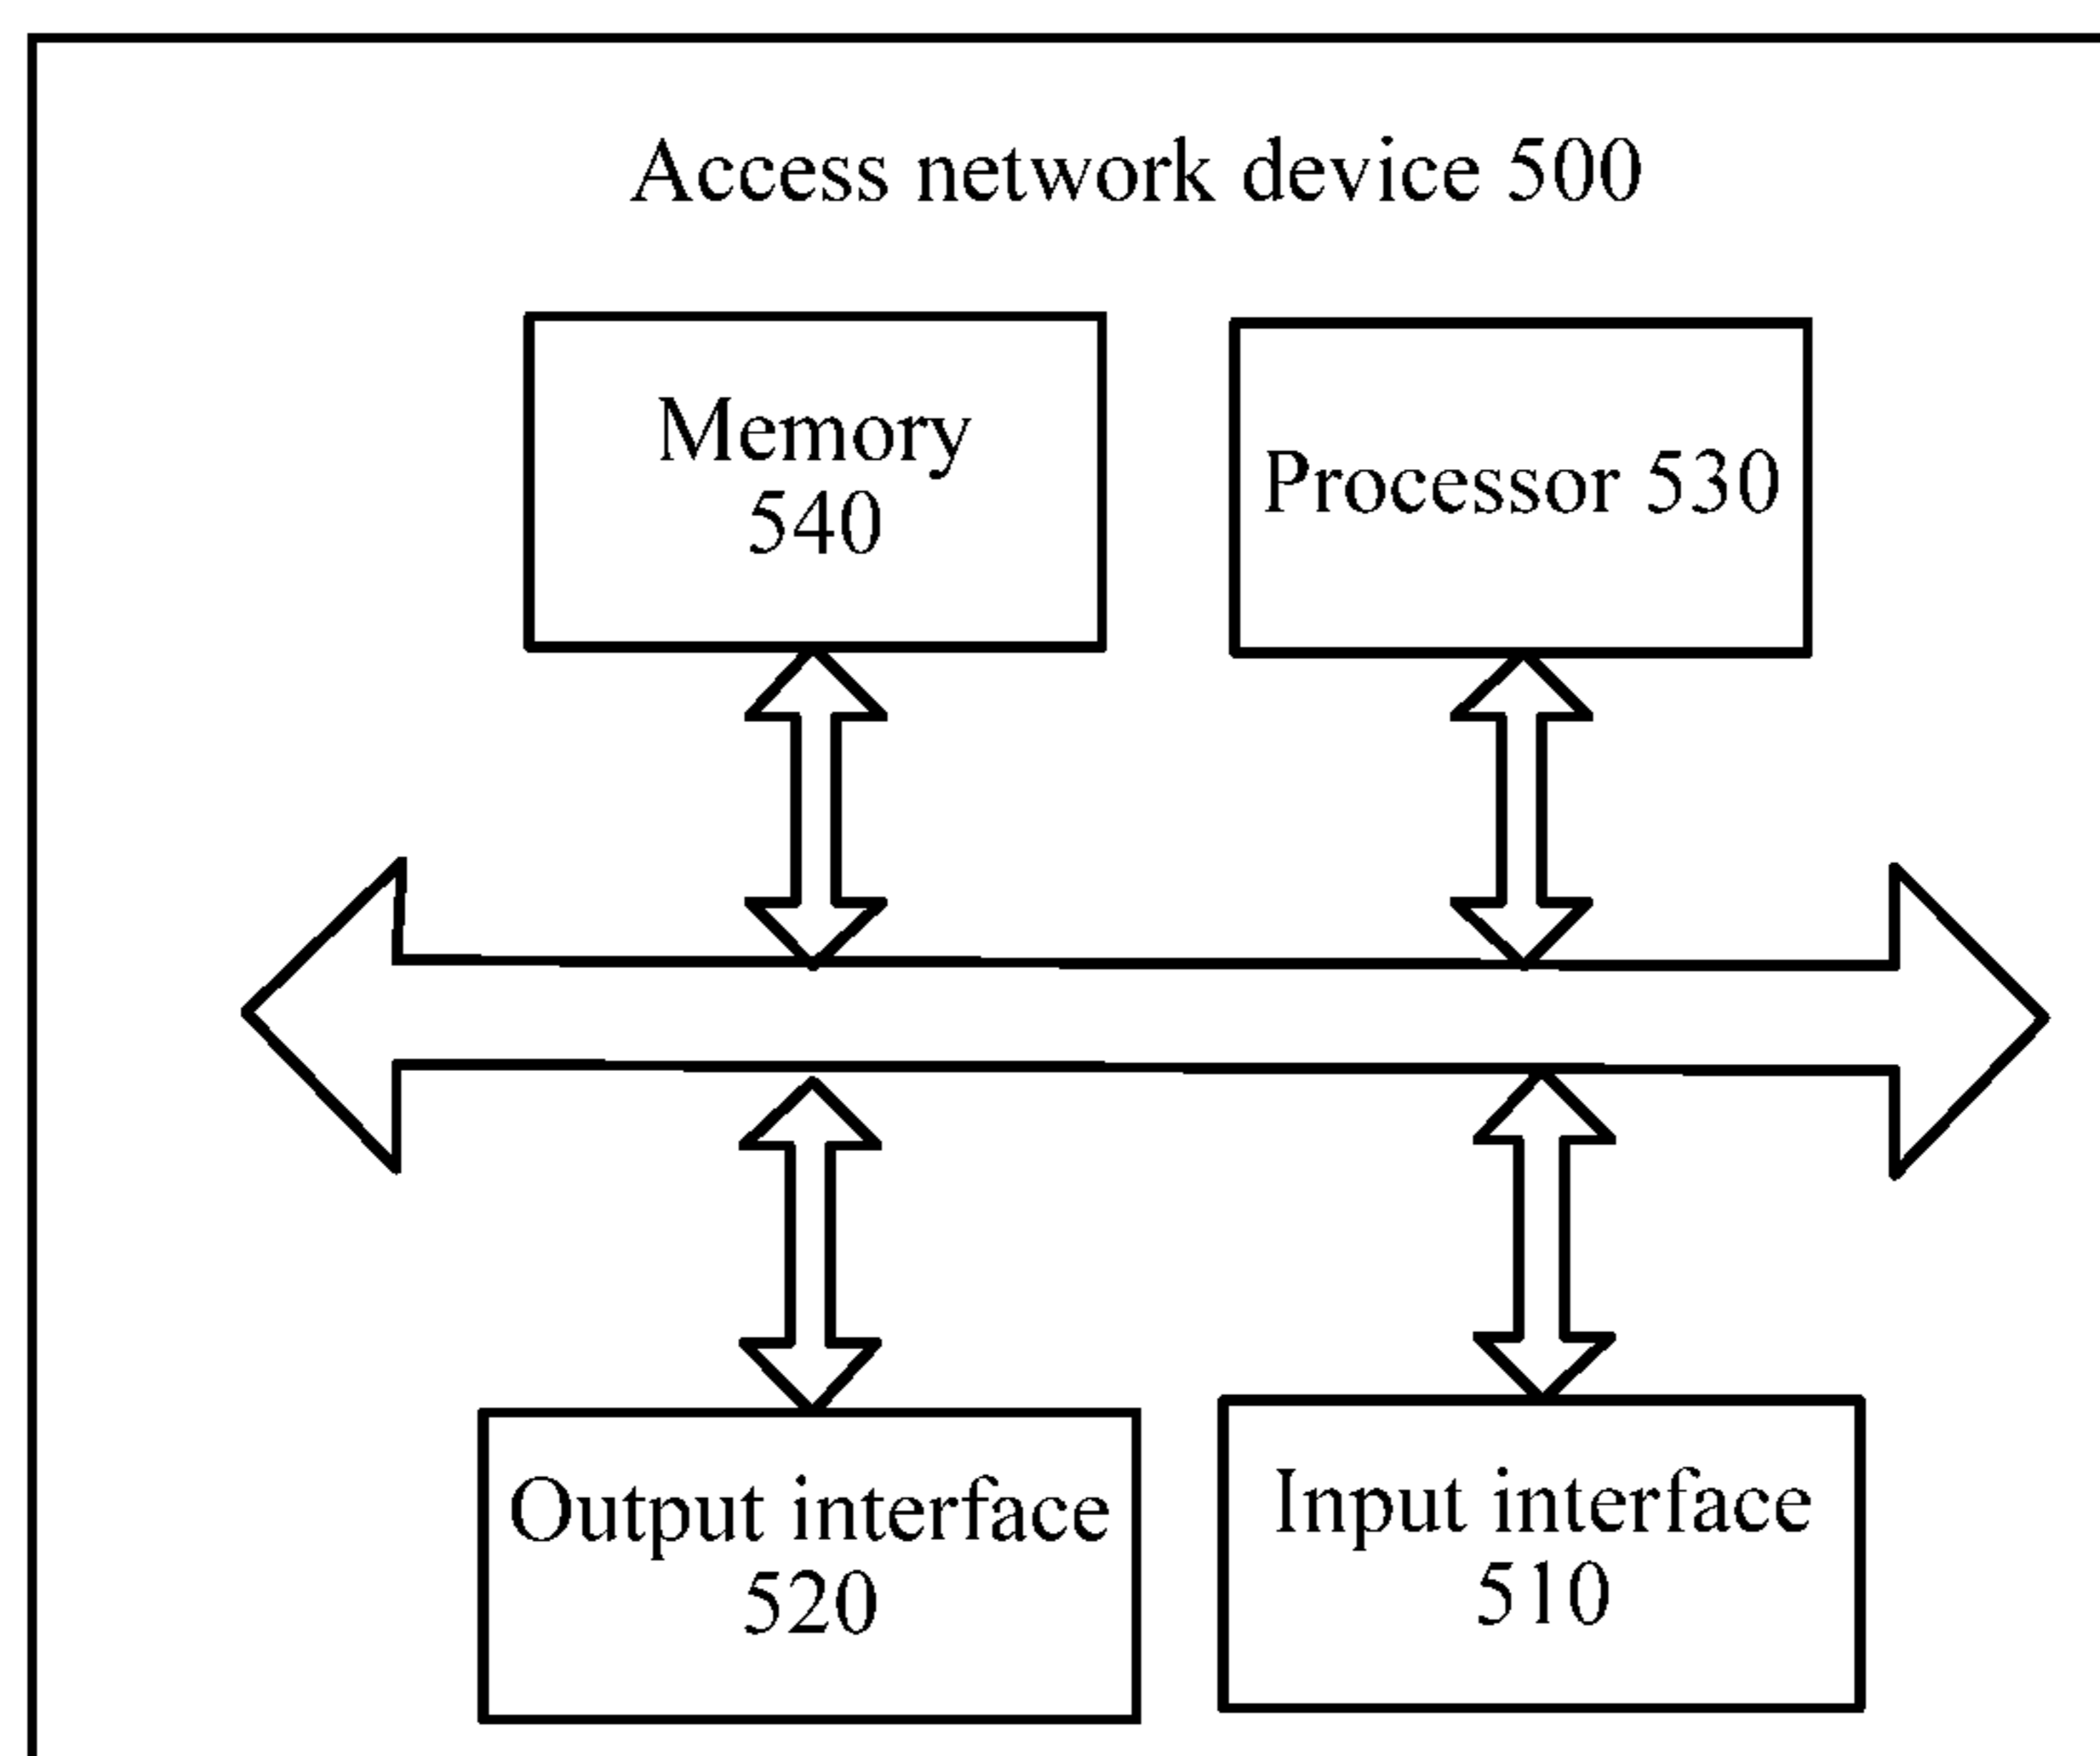 Access network device 500
Memory
540
Processor 530
Output interface
520
Input interface
510